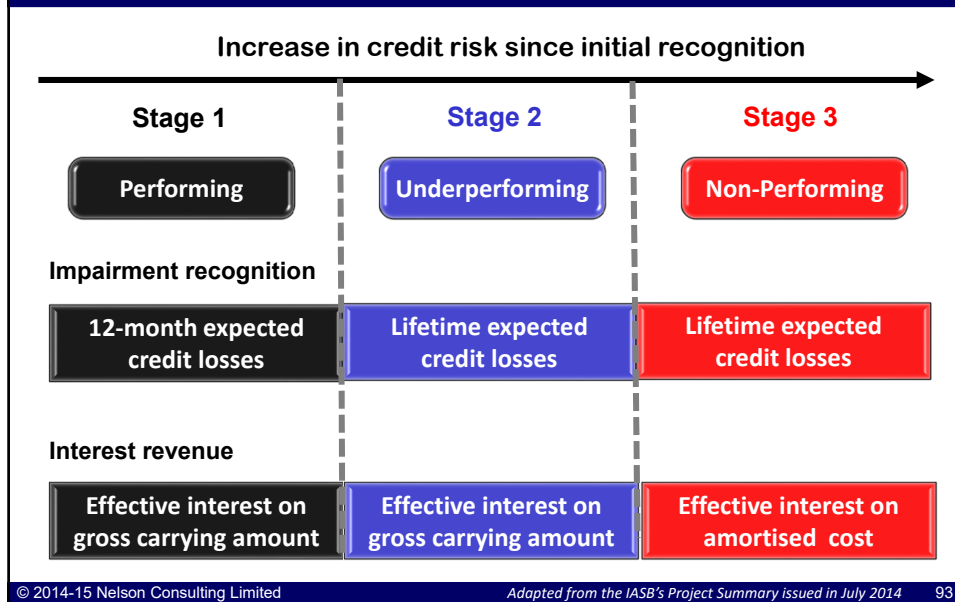 Increase in credit risk since initial recognition
Stage 1
Stage 2
Stage 3
Performing
Underperforming
Non-Performing
Impairment recognition
12-month expected
credit losses
Lifetime expected
credit losses
Lifetime expected
credit losses
Interest revenue
Effective interest on
gross carrying amount
Effective interest on
gross carrying amount
Effective interest on
amortised cost
© 2014-15 Nelson Consulting Limited
Adapted from the IASB's Project Summary issued in July 2014
93